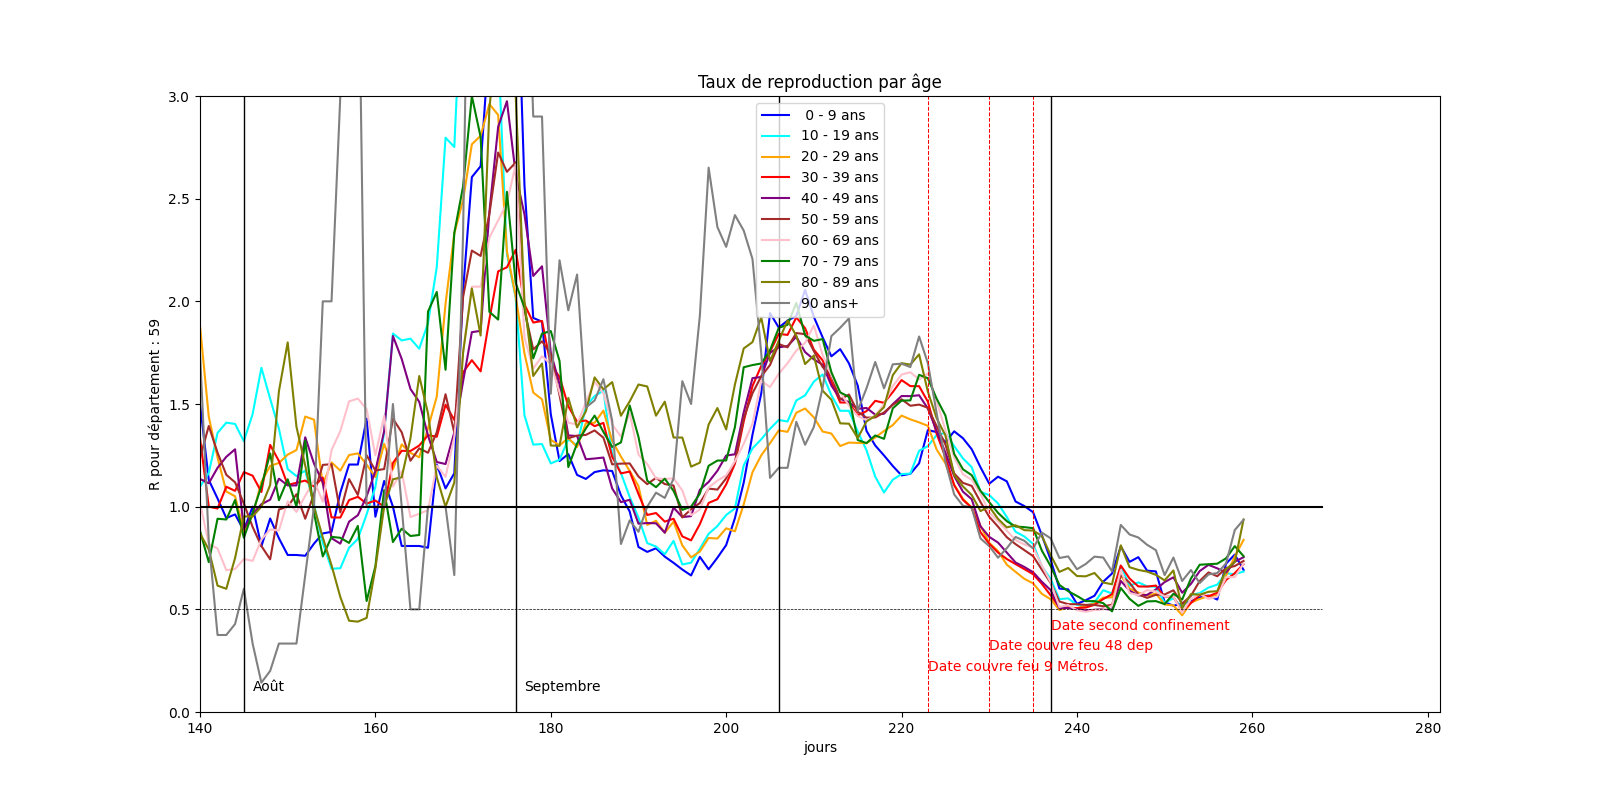 Taux de reproduction par âge
R pour département : 59
3.0
2.5
2.0
1.5
1.0
0.5
0.0
0 - 9 ans
10 - 19 ans
20 - 29 ans
30 - 39 ans
40 - 49 ans
50 - 59 ans
60 - 69 ans
70 - 79 ans
80 - 89 ans
90 ans+
Date second confinement
Date couvre feu 48 dep
Date couvre feu 9 Métros.
Août
Septembre
140
160
180
200
220
240
260
280
jours